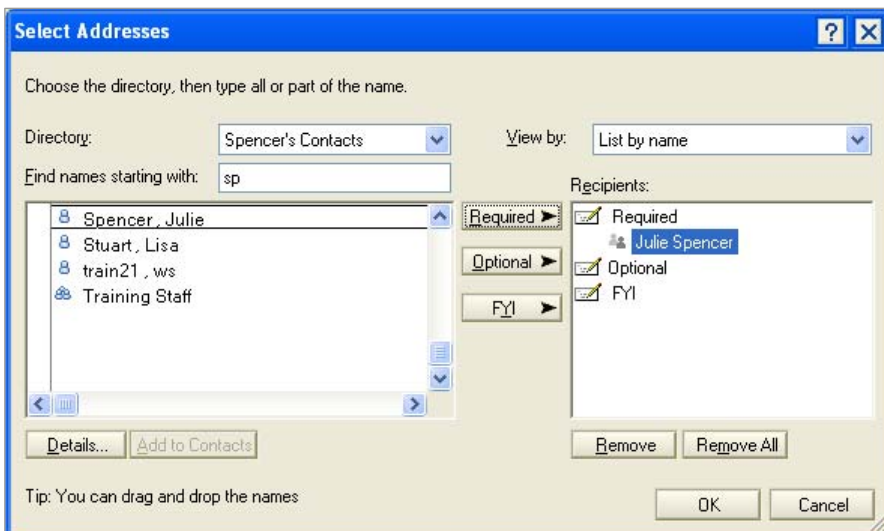 Select Addresses
Choose the directory, then type all or part of the name.
Directory:
Spencer's Contacts
View by:
List by name
Find names starting with:
sp
Recipients:
Spencer , Julie
Stuart , Lisa
train21 , ws
Training Staff
Required
Optional
FYI
Required
Julie Spencer
Optional
FYI
Details...
Add to Contacts
Remove
Remove All
Tip: You can drag and drop the names
OK
Cancel